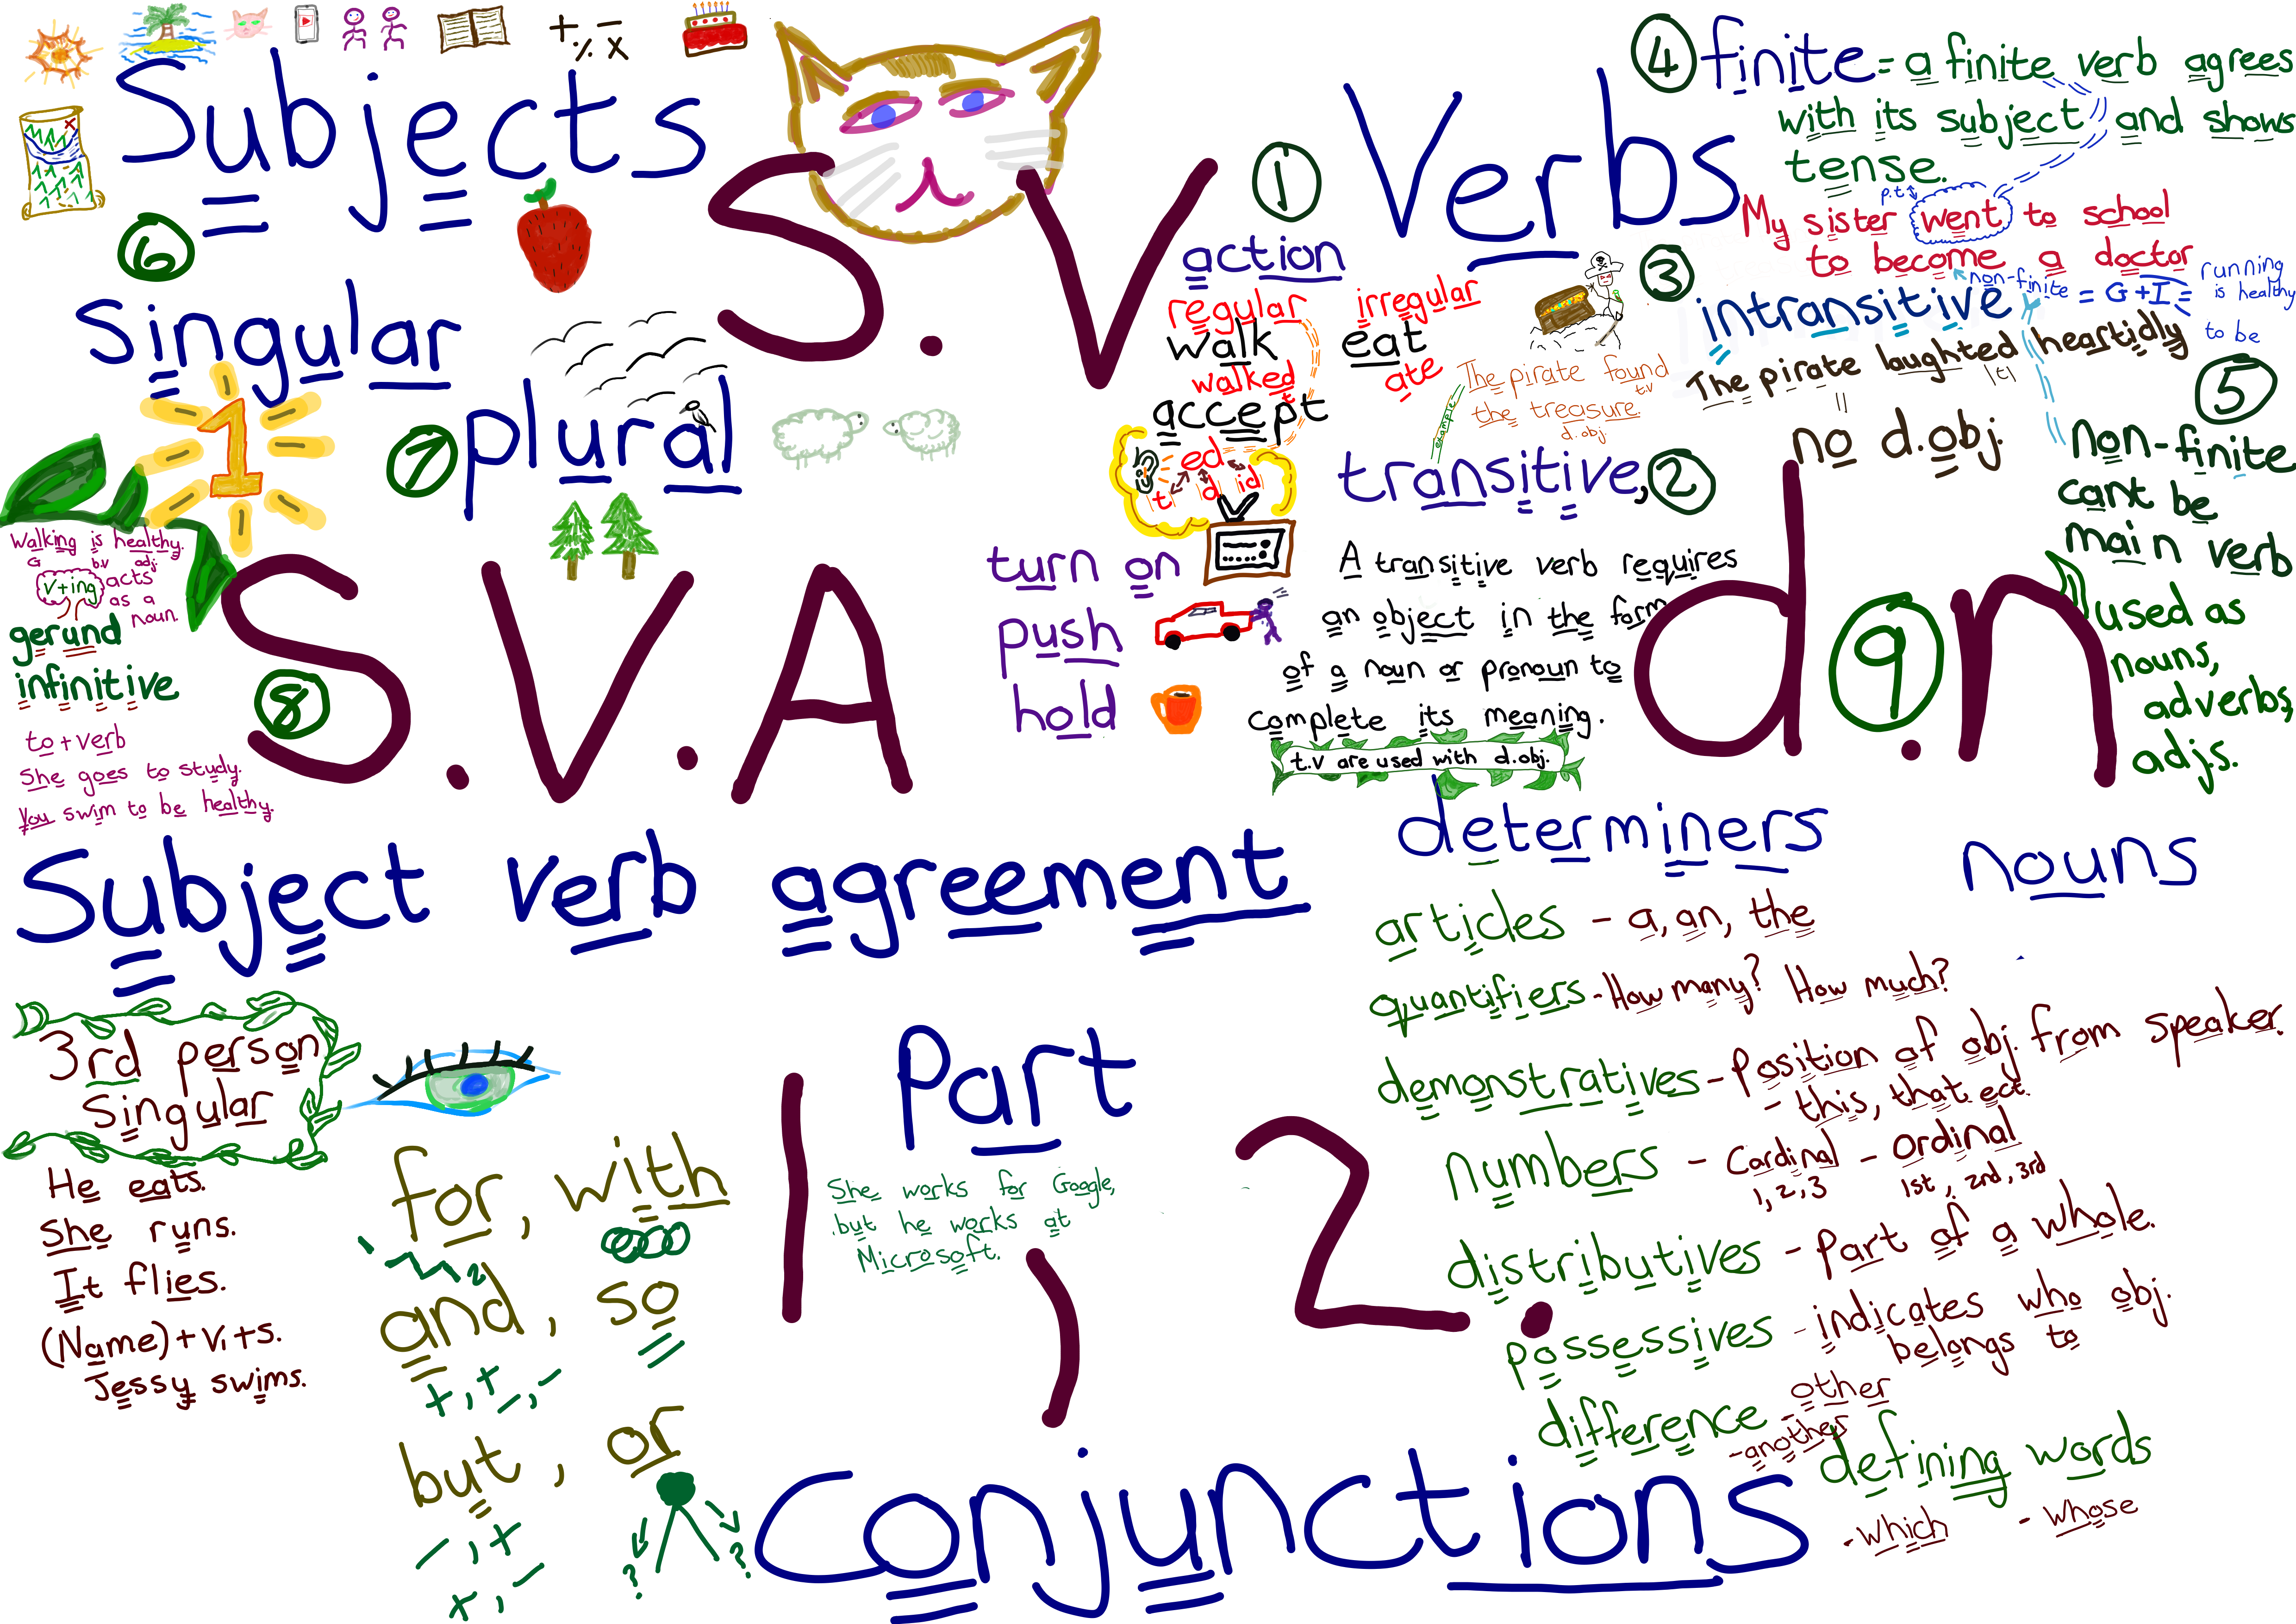 Subjects
S.V
Verbs
① action
regular irregular
walk eat
walked ate
accept
ed
t d id
turn on
push
hold
④ finite = a finite verb agrees
with its subject and shows
tense.
p.t
My sister went to school
to become a doctor
non-finite = G+I =
running
is healthy
to be
③ intransitive
The pirate laughted heartidly
|t|
no d.obj.
example
The pirate found
t.v
the treasure.
d.obj.
transitive, ②
A transitive verb requires
an object in the form
of a noun or pronoun to
complete its meaning.
t.v are used with d.obj.
⑤
non-finite
cant be
main verb
used as
nouns,
adverbs,
adjs.
⑥
Singular
1
⑦ plural
Walking is healthy.
G b.v adj.
v+ing acts
as a
noun.
gerund
infinitive
to + verb
She goes to study.
You swim to be healthy.
⑧ S.V.A
Subject verb agreement
3rd person
Singular
He eats.
She runs.
It flies.
(Name) + v1 + s.
Jessy swims.
d.n
⑨
determiners
nouns
articles - a, an, the
quantifiers - How many? How much?
demonstratives - Position of obj. from speaker.
- this, that ect.
numbers - Cardinal - ordinal
1, 2, 3 1st, 2nd, 3rd
distributives - Part of a whole.
possessives - indicates who obj.
belongs to
difference - other
- another
defining words
- which - whose
Part
1, 2.
She works for Google,
but he works at
Microsoft.
Conjunctions
for, with
and, so
+,+ -,-
but, or
-,+
+,-
? ?